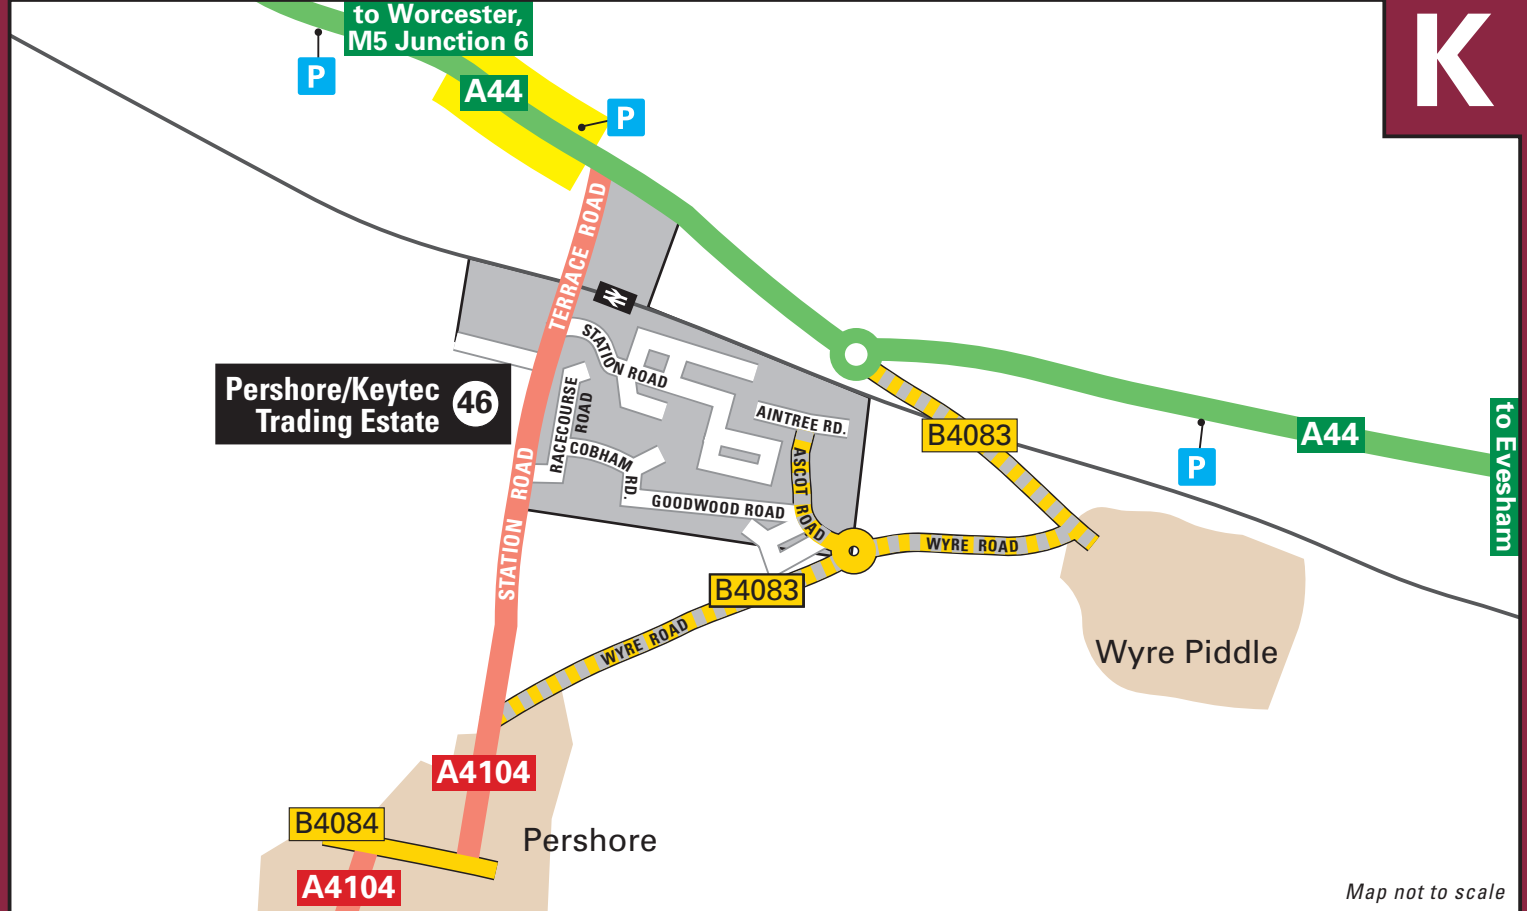 to Worcester,
M5 Junction 6
K
P
A44
P
TERRACE ROAD
STATION ROAD
Pershore/Keytec
Trading Estate
46
RACECOURSE
ROAD
AINTREE RD.
B4083
A44
to Evesham
P
COBHAM
RD.
ASCOT ROAD
GOODWOOD ROAD
STATION ROAD
WYRE ROAD
B4083
WYRE ROAD
Wyre Piddle
A4104
B4084
Pershore
A4104
Map not to scale